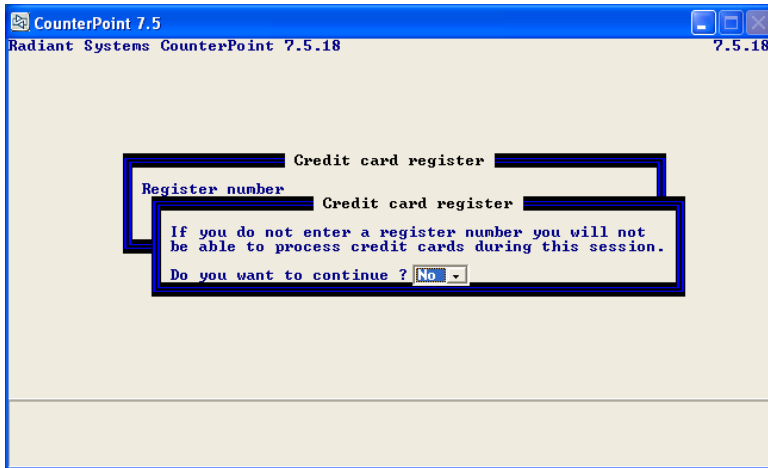 CounterPoint 7.5
Radiant Systems CounterPoint 7.5.18 7.5.18
Credit card register
Register number
Credit card register
If you do not enter a register number you will not
be able to process credit cards during this session.
Do you want to continue ? No